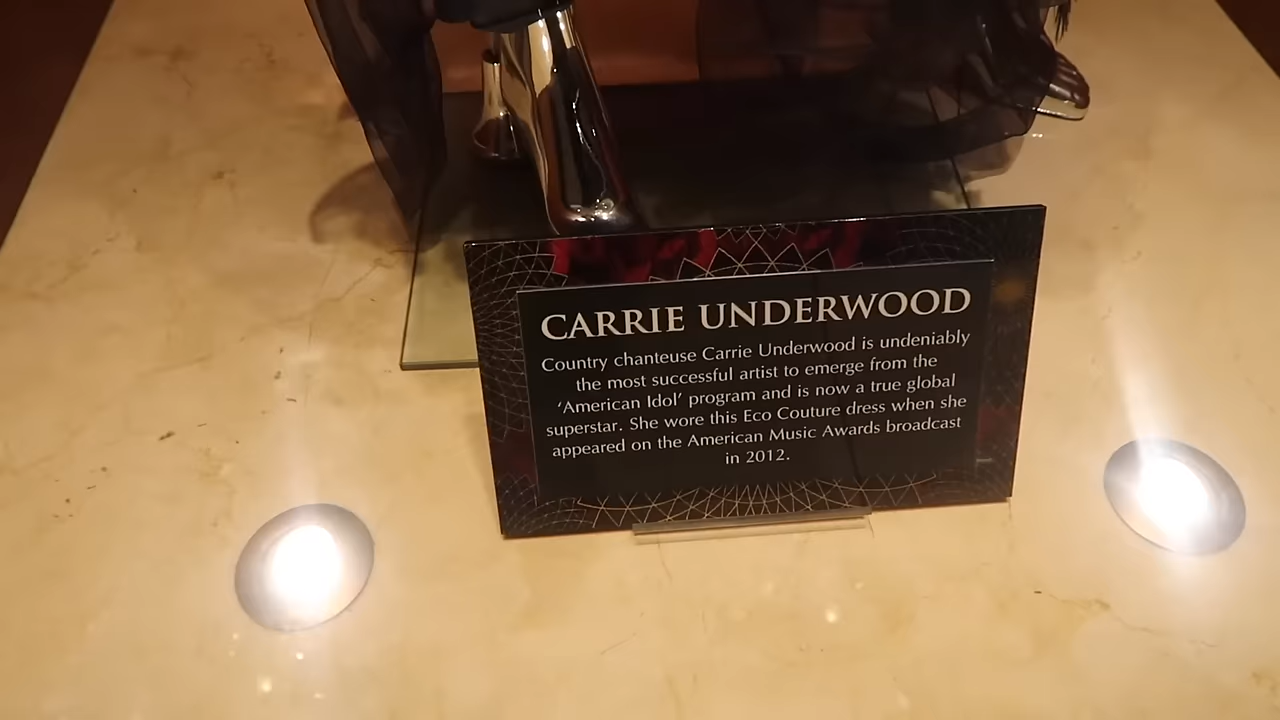 CARRIE UNDERWOOD
Country chanteuse Carrie Underwood is undeniably
the most successful artist to emerge from the
‘American Idol’ program and is now a true global
superstar. She wore this Eco Couture dress when she
appeared on the American Music Awards broadcast
in 2012.